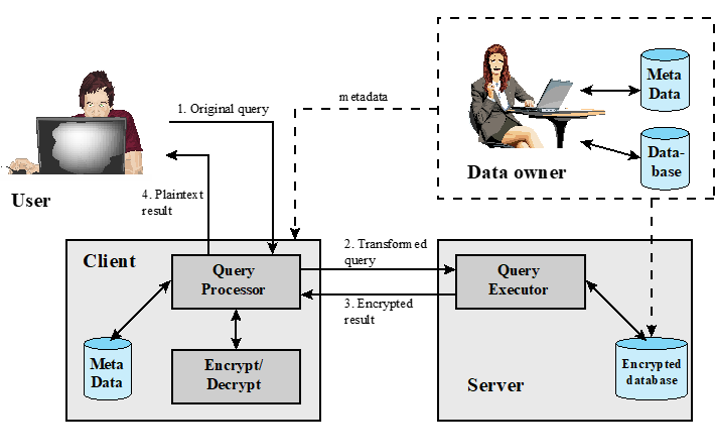 1. Original query
metadata
Meta
Data
Data-
base
Data owner
User
4. Plaintext
result
Client
Query
Processor
2. Transformed
query
3. Encrypted
result
Query
Executor
Meta
Data
Encrypt/
Decrypt
Server
Encrypted
database